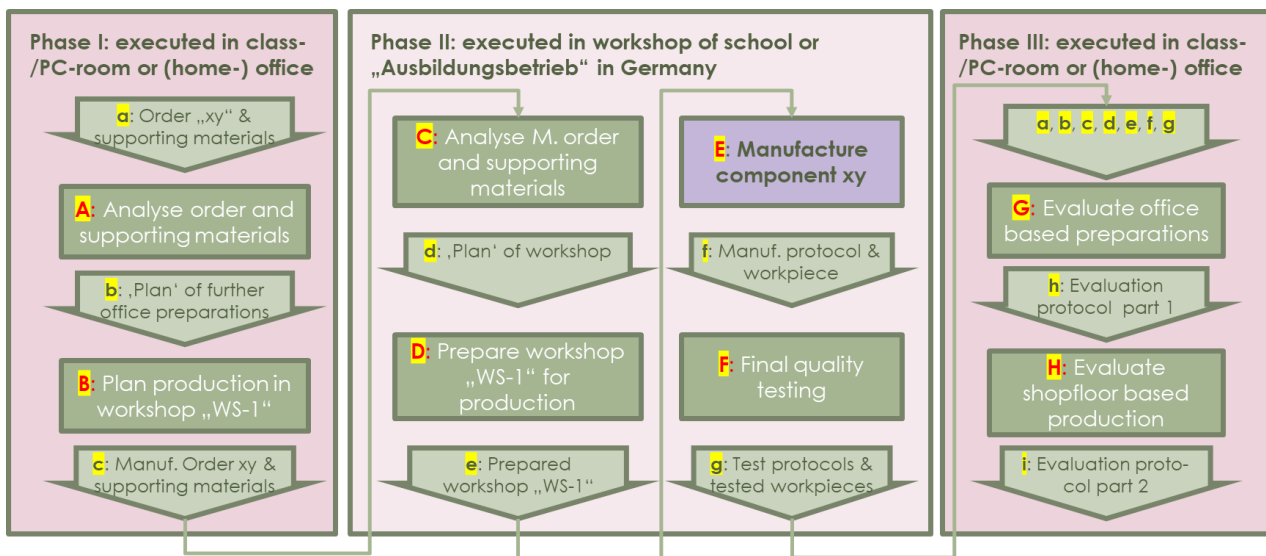 Phase I: executed in class-
/PC-room or (home-) office
a: Order „xy“ &
supporting materials
A: Analyse order and
supporting materials
b: ‚Plan‘ of further
office preparations
B: Plan production in
workshop „WS-1“
c: Manuf. Order xy &
supporting materials
Phase II: executed in workshop of school or
„Ausbildungsbetrieb“ in Germany
C: Analyse M. order
and supporting
materials
d: ‚Plan‘ of workshop
D: Prepare workshop
„WS-1“ for
production
e: Prepared
workshop „WS-1“
E: Manufacture
component xy
f: Manuf. protocol &
workpiece
F: Final quality
testing
g: Test protocols &
tested workpieces
Phase III: executed in class-
/PC-room or (home-) office
a, b, c, d, e, f, g
G: Evaluate office
based preparations
h: Evaluation
protocol part 1
H: Evaluate
shopfloor based
production
i: Evaluation proto-
col part 2